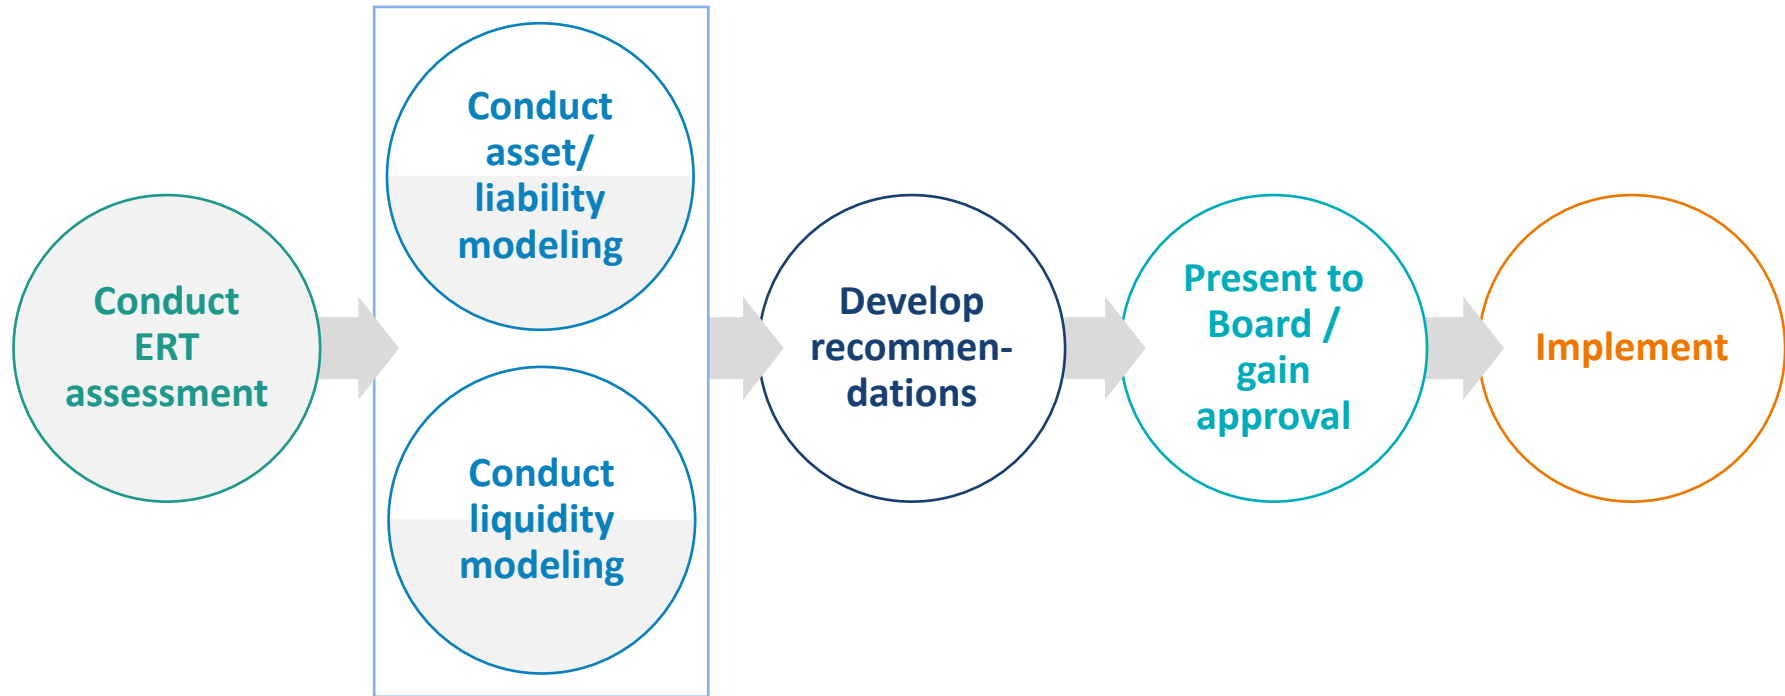 Conduct
ERT
assessment
Conduct
asset/
liability
modeling
Conduct
liquidity
modeling
Develop
recommen-
dations
Present to
Board /
gain
approval
Implement